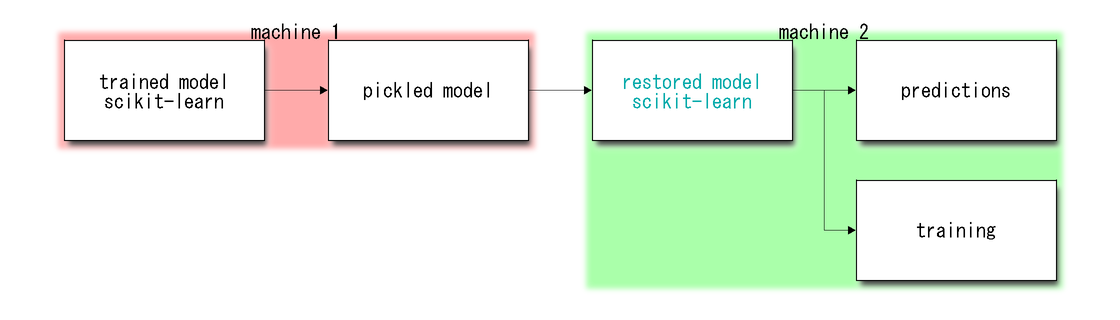 machine 1
trained model
scikit-learn
pickled model
machine 2
restored model
scikit-learn
predictions
training